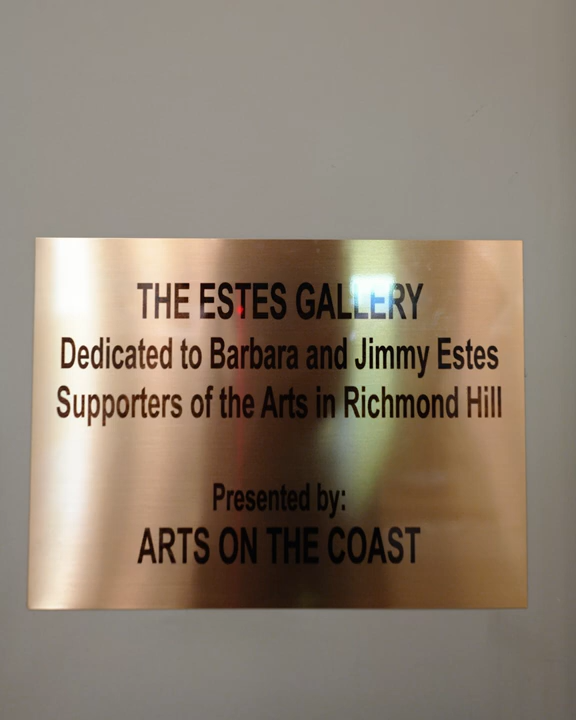 THE ESTES GALLERY
Dedicated to Barbara and Jimmy Estes
Supporters of the Arts in Richmond Hill
Presented by:
ARTS ON THE COAST